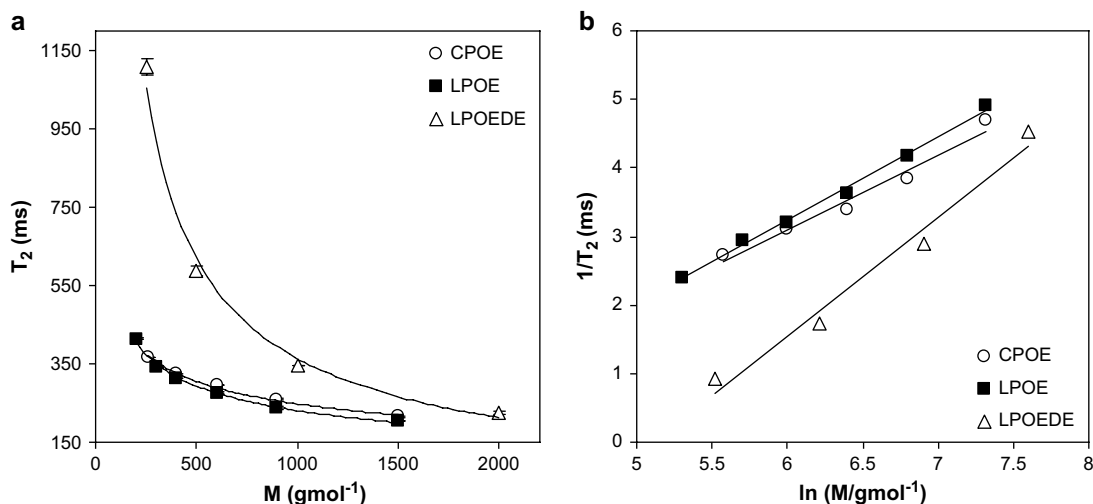 a
1150
950
750
550
350
150
T₂ (ms)
0 500 1000 1500 2000
M (gmol⁻¹)
CPOE
LPOE
LPOEDE
b
6
5
4
3
2
1
0
1/T₂ (ms)
5 5.5 6 6.5 7 7.5 8
ln (M/gmol⁻¹)
CPOE
LPOE
LPOEDE